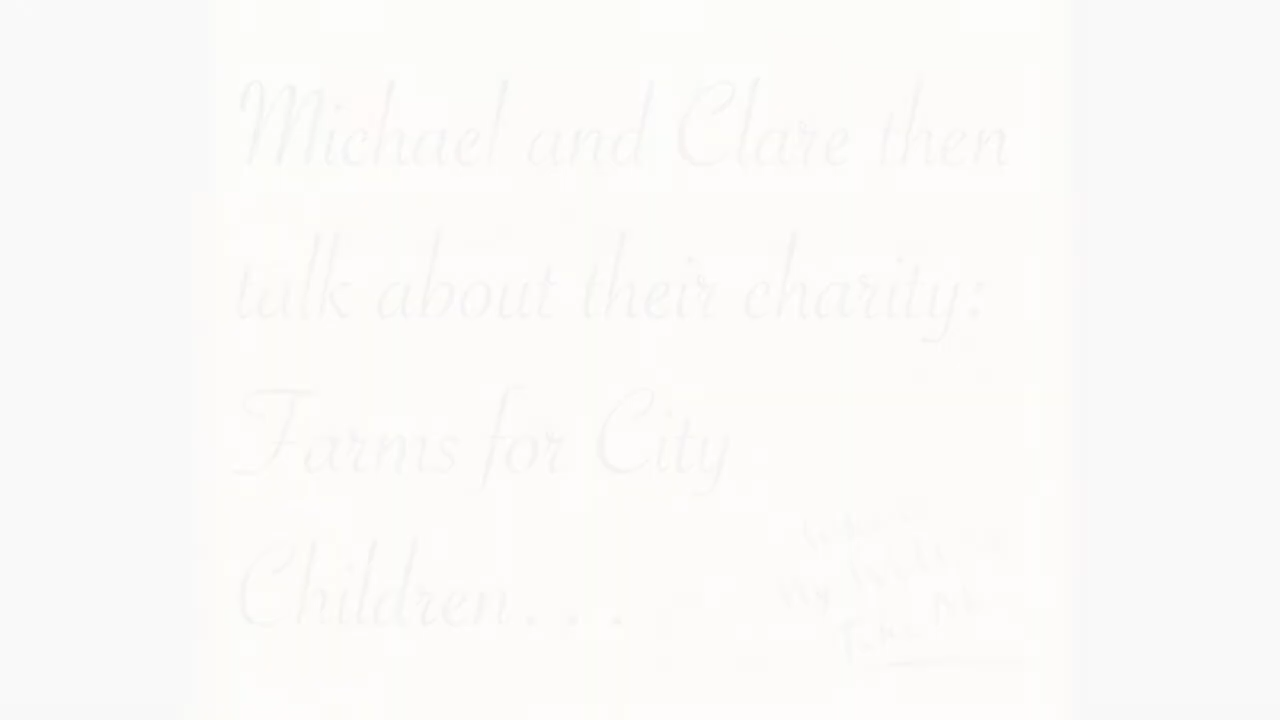 Michael and Clare then
talk about their charity:
Farms for City
Children . . .